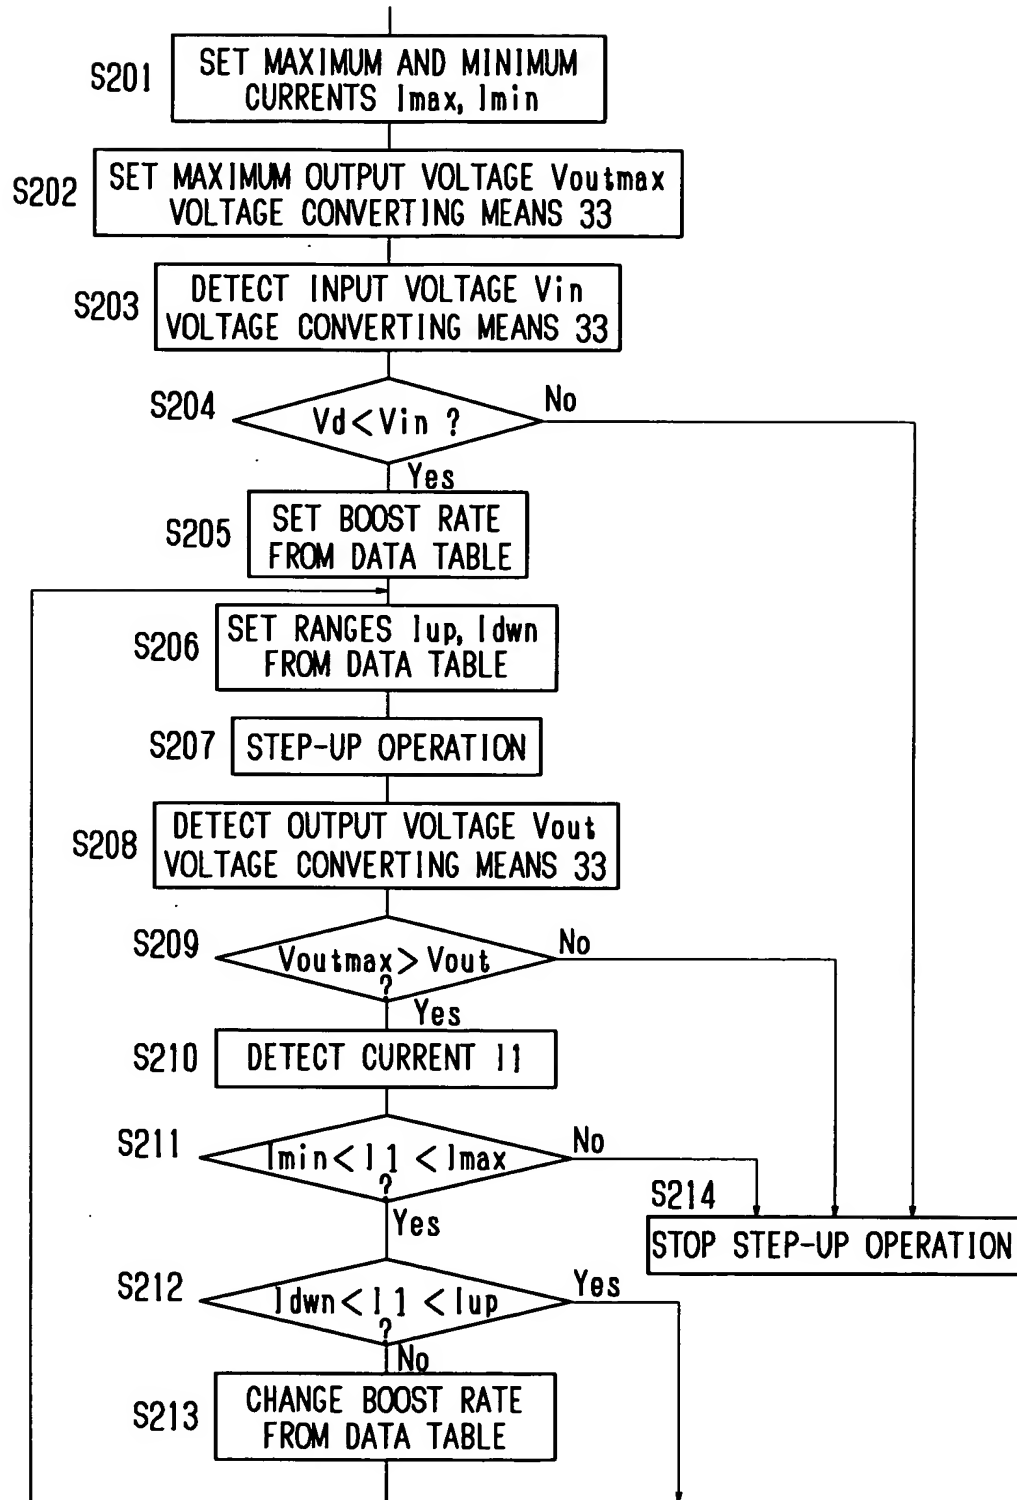 S201
SET MAXIMUM AND MINIMUM
CURRENTS Imax, Imin
S202
SET MAXIMUM OUTPUT VOLTAGE Voutmax
VOLTAGE CONVERTING MEANS 33
S203
DETECT INPUT VOLTAGE Vin
VOLTAGE CONVERTING MEANS 33
S204
Vd<Vin ?
No
Yes
S205
SET BOOST RATE
FROM DATA TABLE
S206
SET RANGES Iup, Idwn
FROM DATA TABLE
S207
STEP-UP OPERATION
S208
DETECT OUTPUT VOLTAGE Vout
VOLTAGE CONVERTING MEANS 33
S209
Voutmax>Vout
?
No
Yes
S210
DETECT CURRENT I1
S211
Imin<I1<Imax
?
No
Yes
S214
STOP STEP-UP OPERATION
S212
Idwn<I1<Iup
?
Yes
No
S213
CHANGE BOOST RATE
FROM DATA TABLE